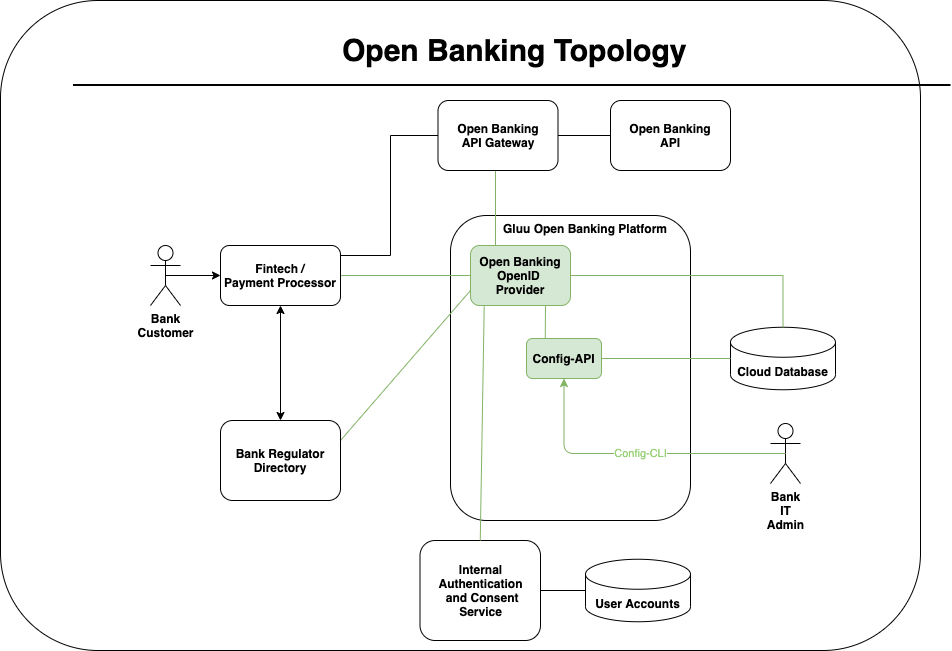 Open Banking Topology
Open Banking
API Gateway
Open Banking
API
Gluu Open Banking Platform
Open Banking
OpenID
Provider
Fintech /
Payment Processor
Bank
Customer
Config-API
Cloud Database
Bank Regulator
Directory
Config-CLI
Bank
IT
Admin
Internal
Authentication
and Consent
Service
User Accounts